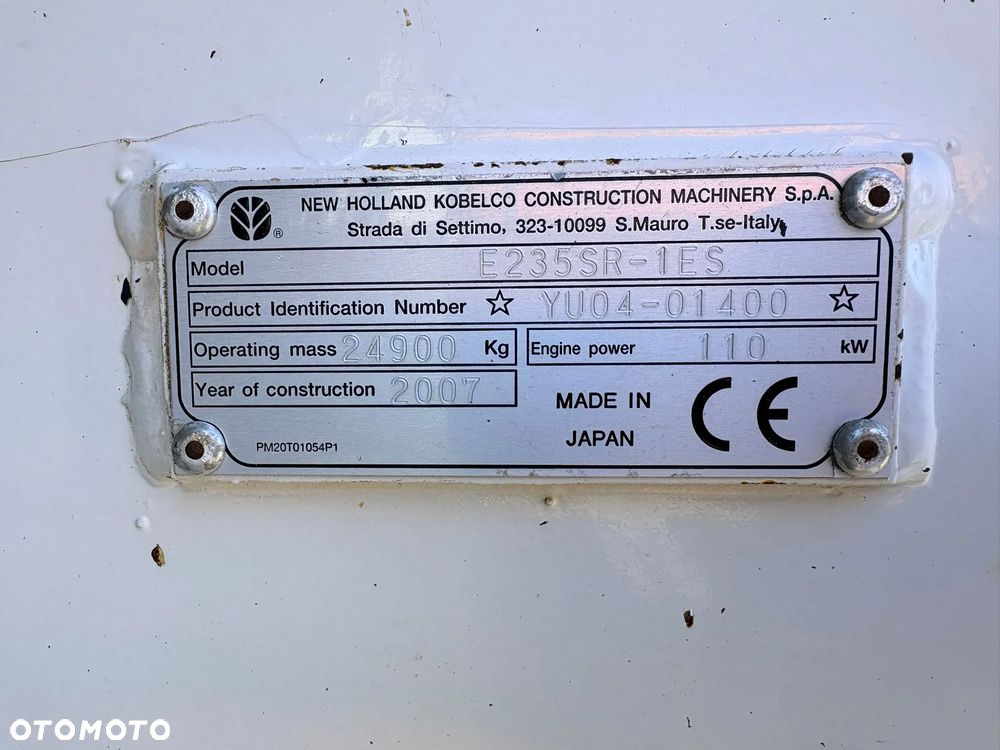 NEW HOLLAND KOBELCO CONSTRUCTION MACHINERY S.p.A.
Strada di Settimo, 323-10099 S.Mauro T.se-Italy
®
Model E235SR-1ES
Product Identification Number ☆ YU04-01400 ☆
Operating mass 24900 Kg Engine power 110 kW
Year of construction 2007
MADE IN
JAPAN
CE
PM20T01054P1
OTOMOTO